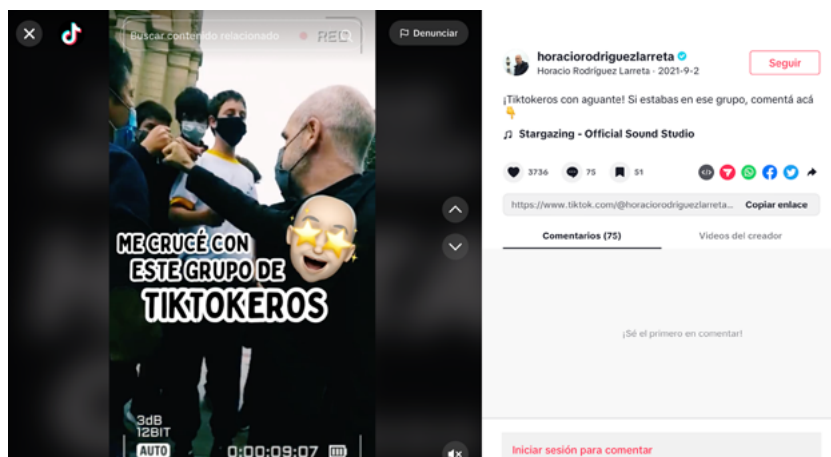 Buscar contenido relacionado
REC
Denunciar
ME CRUCÉ CON
ESTE GRUPO DE
TIKTOKEROS
3dB
12BIT
AUTO
0:00:09:07
horaciorodriguezlarreta
Horacio Rodríguez Larreta · 2021-9-2
Seguir
¡Tiktokeros con aguante! Si estabas en ese grupo, comentá acá
👇
♫ Stargazing - Official Sound Studio
3736
75
51
https://www.tiktok.com/@horaciorodriguezlarreta... Copiar enlace
Comentarios (75)
Videos del creador
¡Sé el primero en comentar!
Iniciar sesión para comentar